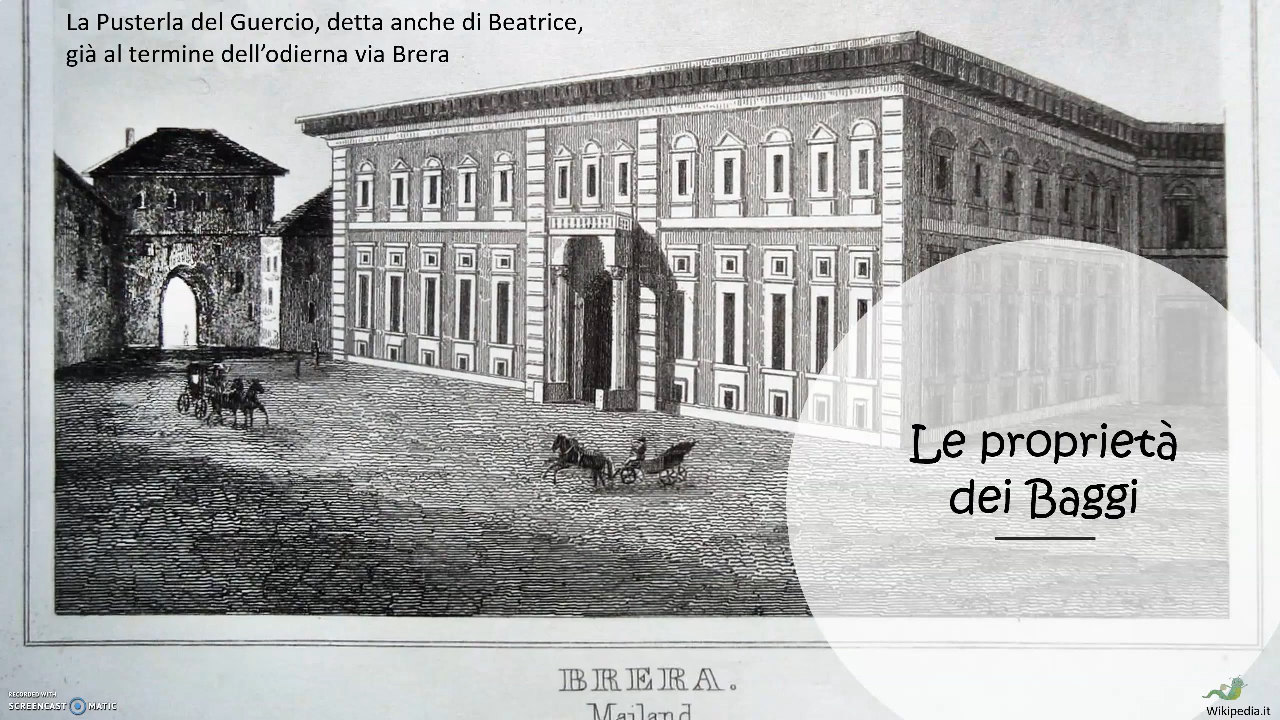 La Pusterla del Guercio, detta anche di Beatrice,
già al termine dell’odierna via Brera
Le proprietà
dei Baggi
BRERA.
Mailand
RECORDED WITH
SCREENCAST MATIC
Wikipedia.it